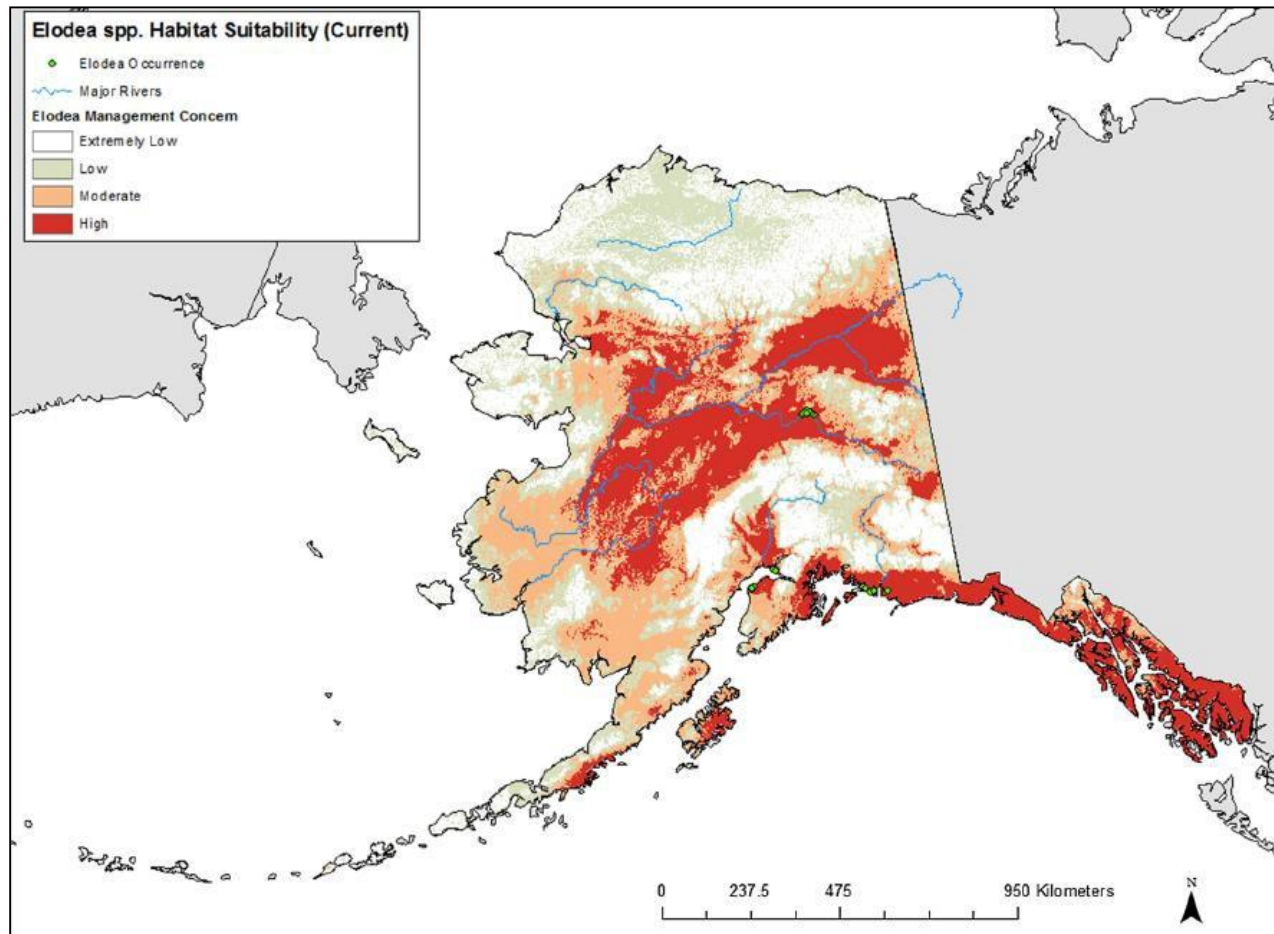 Elodea spp. Habitat Suitability (Current)
Elodea Occurrence
Major Rivers
Elodea Management Concern
Extremely Low
Low
Moderate
High
0 237.5 475 950 Kilometers
N